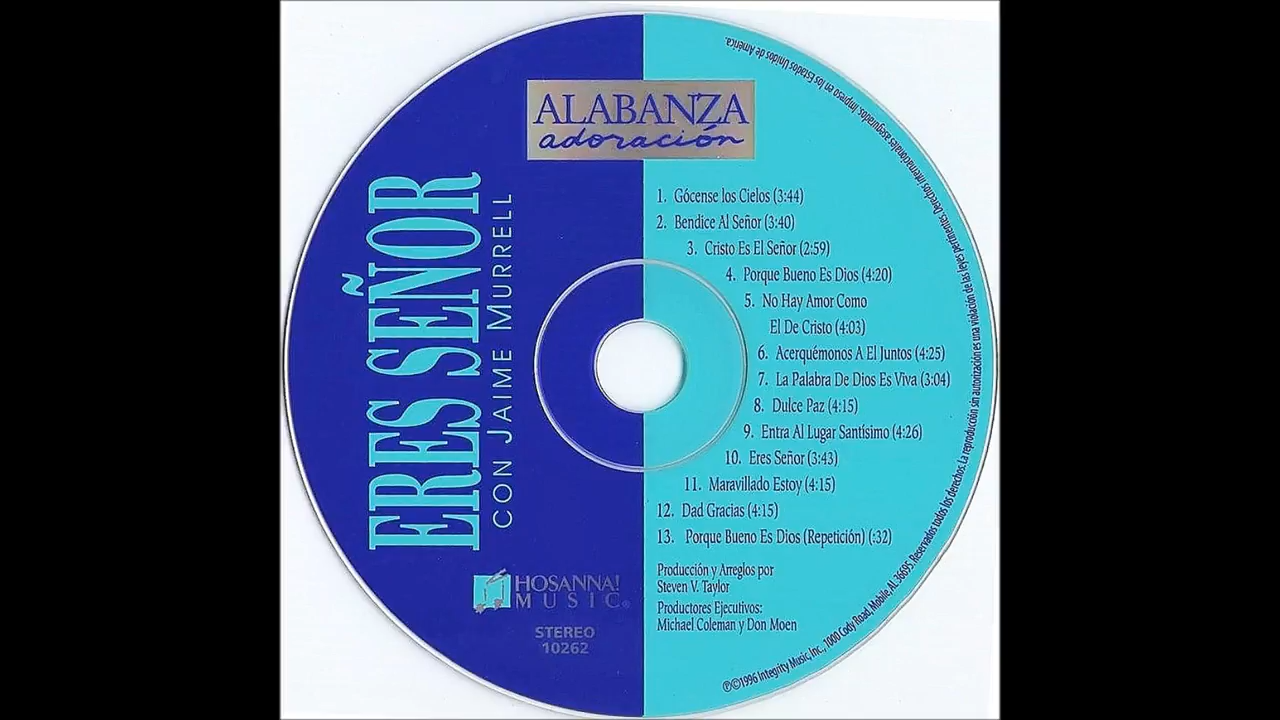 ALABANZA
adoración
ERES SEÑOR
CON JAIME MURRELL
1. Gócense los Cielos (3:44)
2. Bendice Al Señor (3:40)
3. Cristo Es El Señor (2:59)
4. Porque Bueno Es Dios (4:20)
5. No Hay Amor Como
El De Cristo (4:03)
6. Acerquémonos A El Juntos (4:25)
7. La Palabra De Dios Es Viva (3:04)
8. Dulce Paz (4:15)
9. Entra Al Lugar Santísimo (4:26)
10. Eres Señor (3:43)
11. Maravillado Estoy (4:15)
12. Dad Gracias (4:15)
13. Porque Bueno Es Dios (Repetición) (:32)
Producción y Arreglos por
Steven V. Taylor
Productores Ejecutivos:
Michael Coleman y Don Moen
HOSANNA!
MUSIC®
STEREO
10262
℗©1996 Integrity Music, Inc., 1000 Cody Road, Mobile, AL 36695. Reservados todos los derechos. La reproducción sin autorización es una violación de las leyes pertinentes. Derechos internacionales asegurados. Impreso en los Estados Unidos de América.